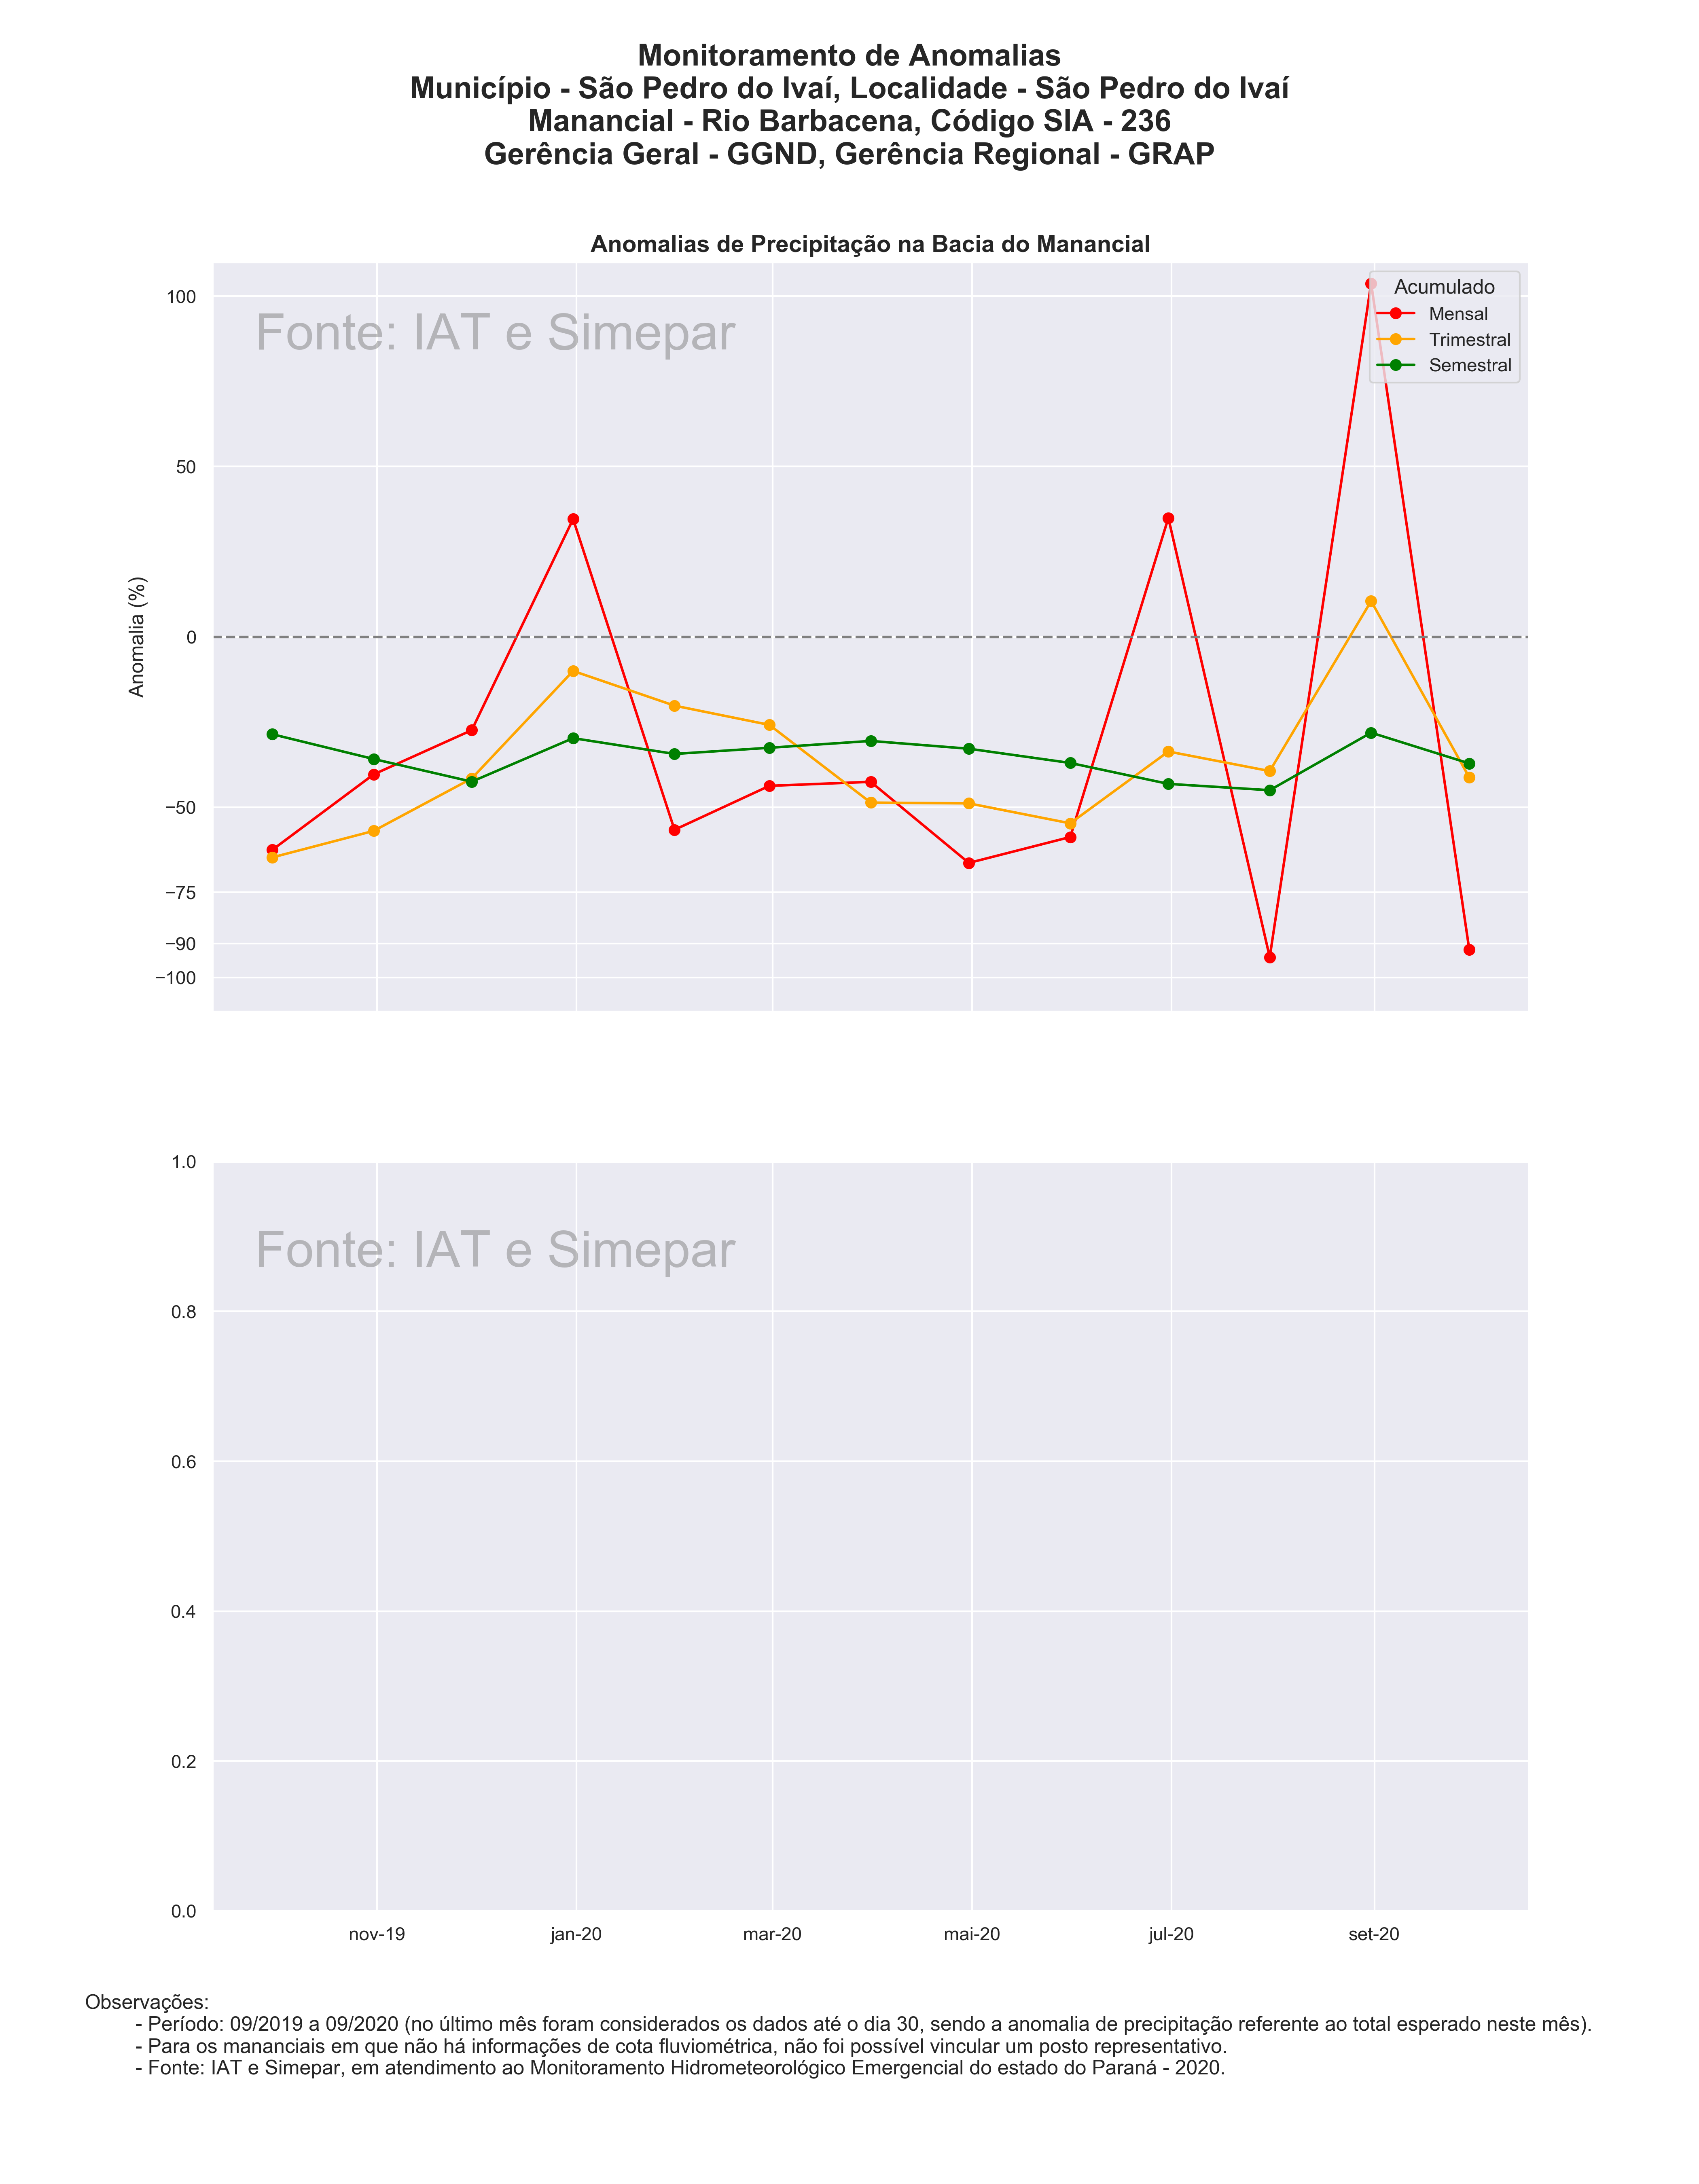 Monitoramento de Anomalias
Município - São Pedro do Ivaí, Localidade - São Pedro do Ivaí
Manancial - Rio Barbacena, Código SIA - 236
Gerência Geral - GGND, Gerência Regional - GRAP
Anomalias de Precipitação na Bacia do Manancial
Fonte: IAT e Simepar
Acumulado
Mensal
Trimestral
Semestral
Anomalia (%)
100
50
0
−50
−75
−90
−100
Fonte: IAT e Simepar
1.0
0.8
0.6
0.4
0.2
0.0
nov-19 jan-20 mar-20 mai-20 jul-20 set-20
Observações:
- Período: 09/2019 a 09/2020 (no último mês foram considerados os dados até o dia 30, sendo a anomalia de precipitação referente ao total esperado neste mês).
- Para os mananciais em que não há informações de cota fluviométrica, não foi possível vincular um posto representativo.
- Fonte: IAT e Simepar, em atendimento ao Monitoramento Hidrometeorológico Emergencial do estado do Paraná - 2020.